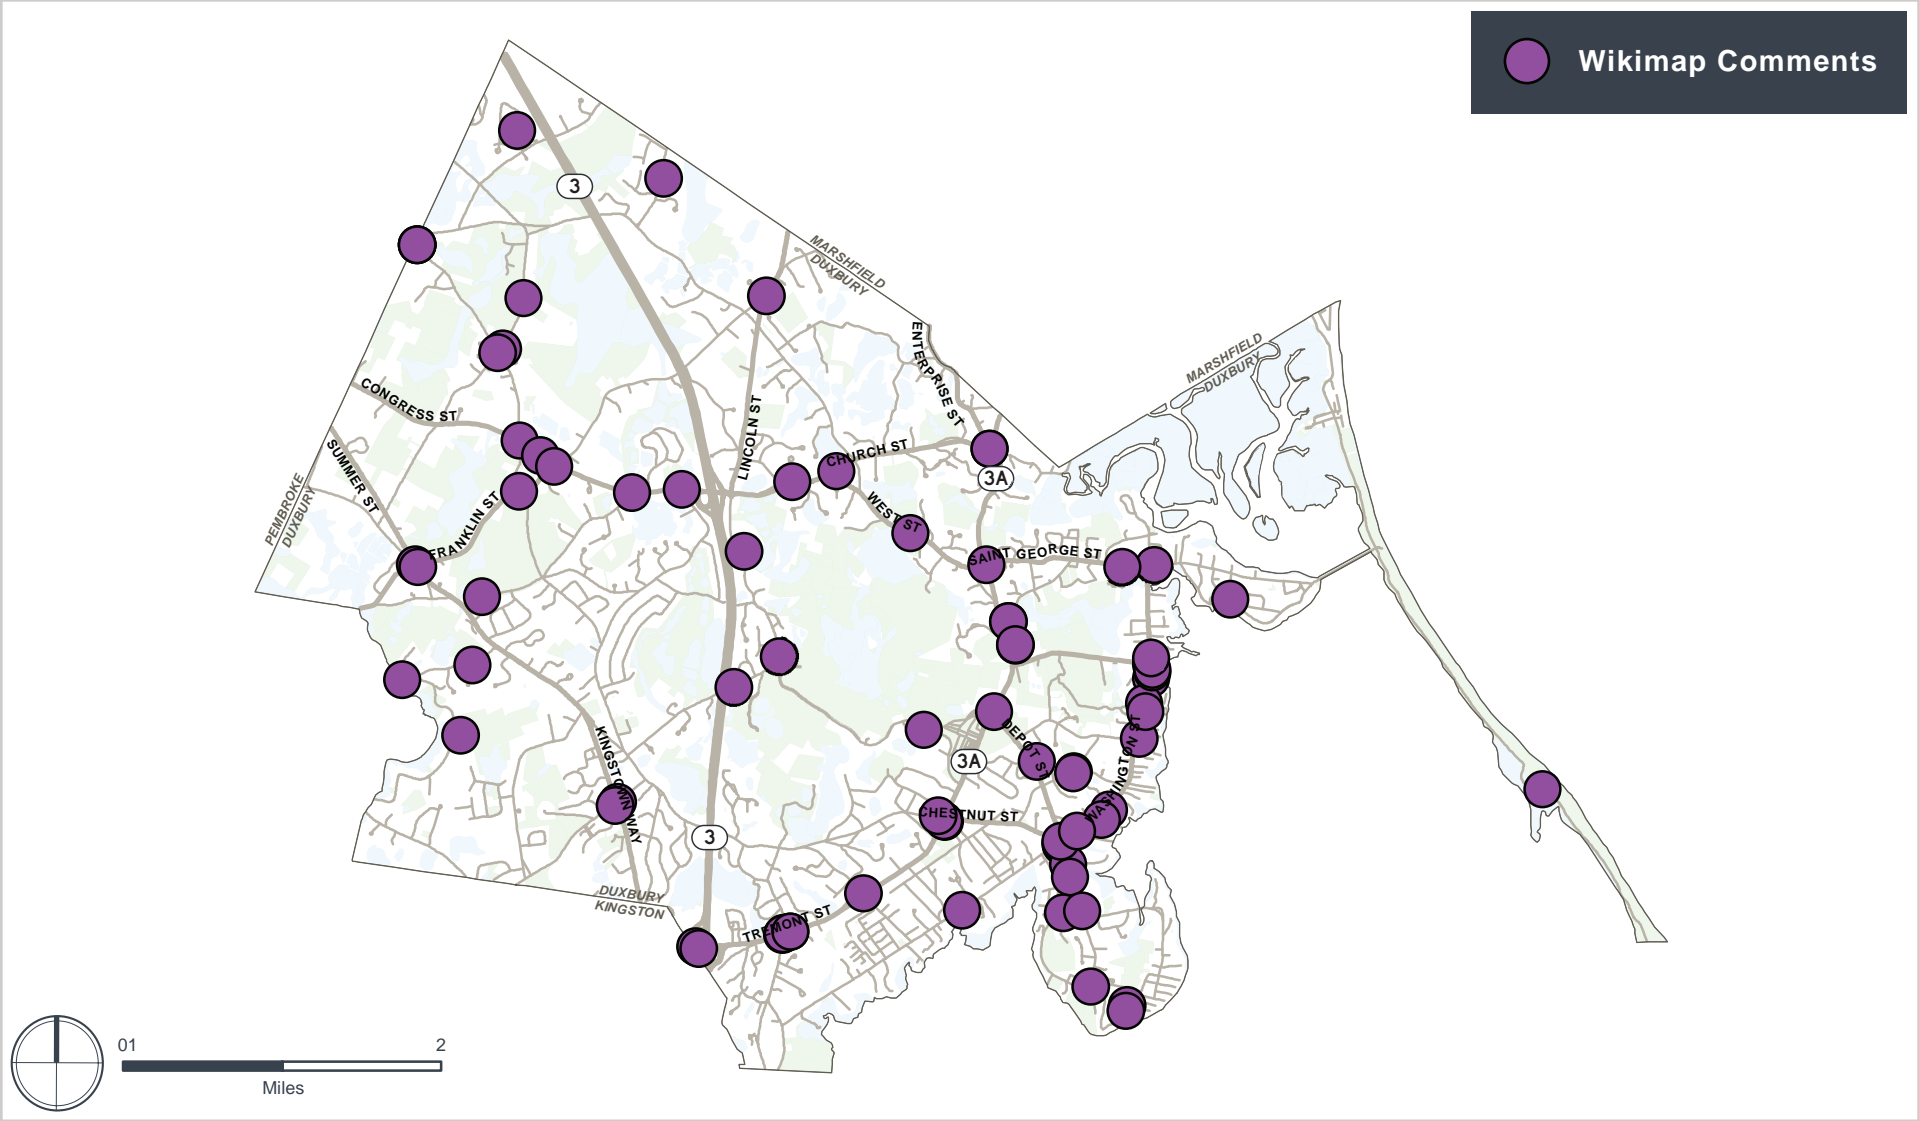 Wikimap Comments
3
MARSHFIELD
DUXBURY
ENTERPRISE ST
MARSHFIELD
DUXBURY
CONGRESS ST
LINCOLN ST
SUMMER ST
CHURCH ST
3A
PEMBROKE
DUXBURY
FRANKLIN ST
WEST ST
SAINT GEORGE ST
DEPOT ST
WASHINGTON ST
KINGSTOWN WAY
3A
CHESTNUT ST
3
DUXBURY
KINGSTON
TREMONT ST
01
2
Miles